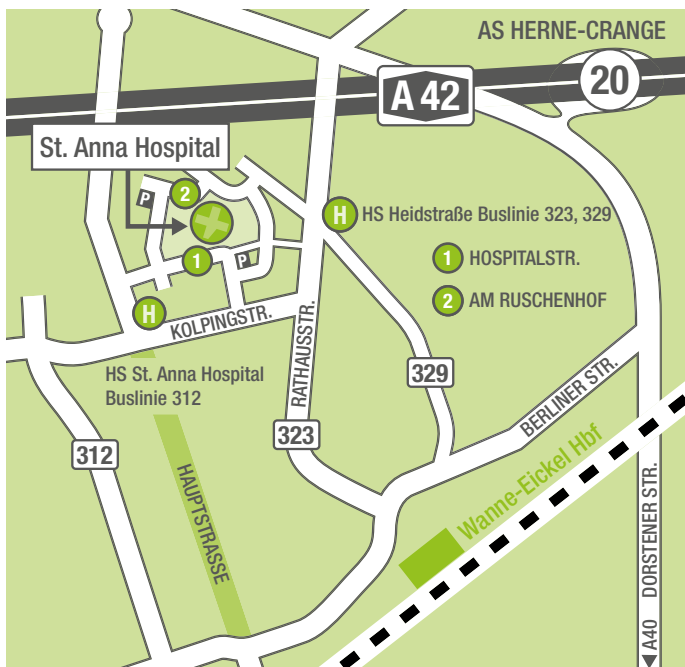 AS HERNE-CRANGE
20
A 42
St. Anna Hospital
P
2
H
HS Heidstraße Buslinie 323, 329
1
P
1 HOSPITALSTR.
2 AM RUSCHENHOF
H
KOLPINGSTR.
RATHAUSSTR.
HS St. Anna Hospital
Buslinie 312
329
BERLINER STR.
323
312
HAUPTSTRASSE
Wanne-Eickel Hbf
DORSTENER STR.
A40